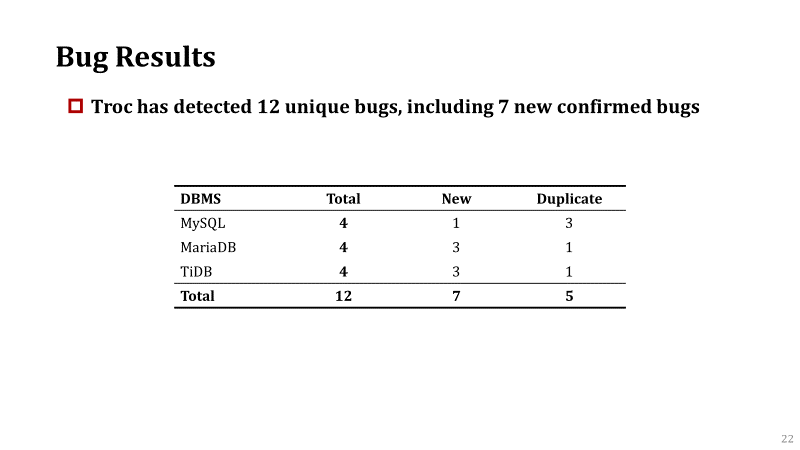 Bug Results
Troc has detected 12 unique bugs, including 7 new confirmed bugs
DBMS Total New Duplicate
MySQL 4 1 3
MariaDB 4 3 1
TiDB 4 3 1
Total 12 7 5
22